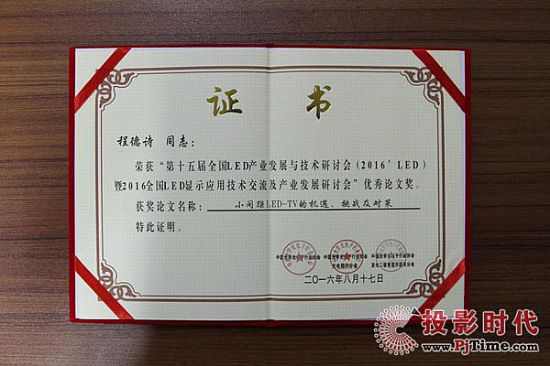 证 书
程德诗 同志：
荣获“第十五届全国LED产业发展与技术研讨会（2016’LED）
暨2016全国LED显示应用技术交流及产业发展研讨会”优秀论文奖。
获奖论文名称： 小间距LED-TV的机遇、挑战及对策
特此证明。
二〇一六年八月十七日
投影时代
www.PjTime.com